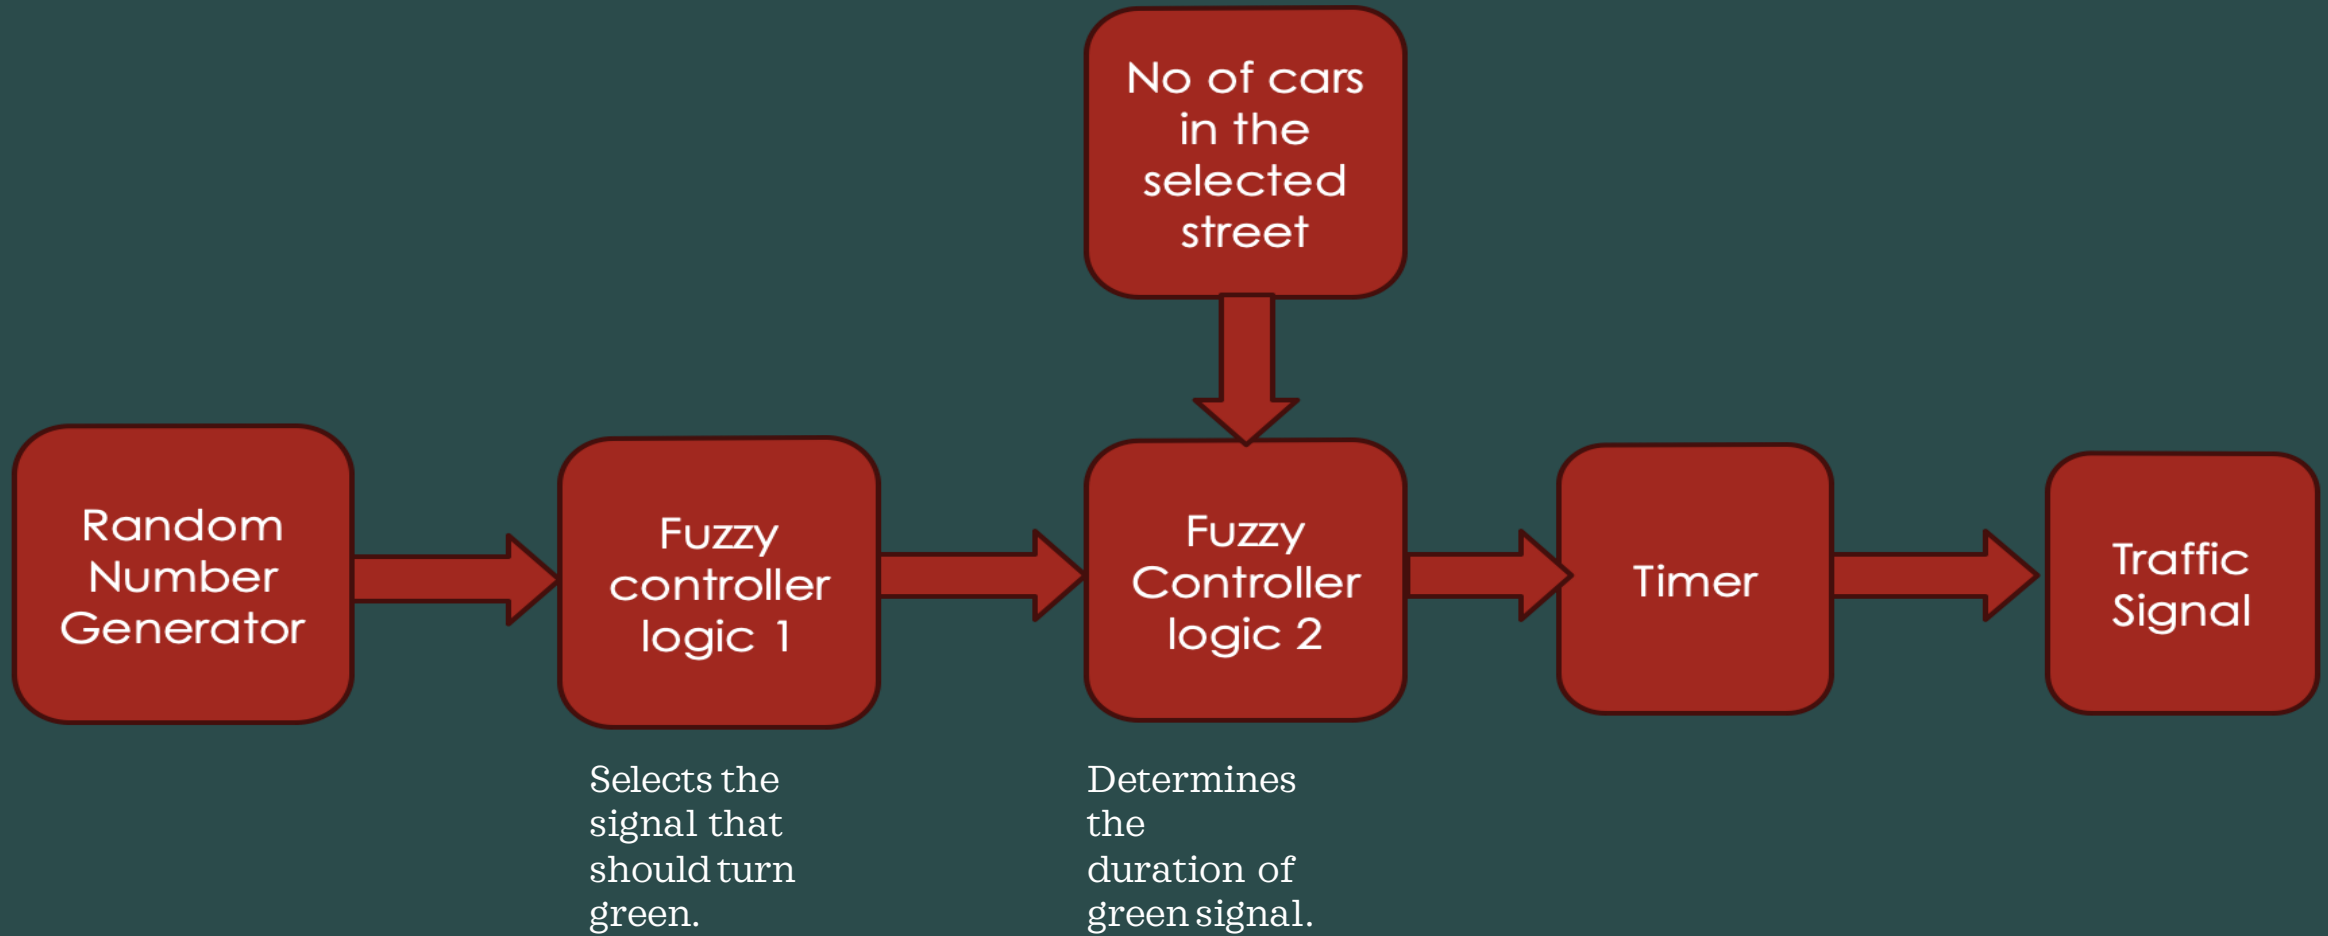 No of cars
in the
selected
street
Random
Number
Generator
Fuzzy
controller
logic 1
Fuzzy
Controller
logic 2
Timer
Traffic
Signal
Selects the
signal that
should turn
green.
Determines
the
duration of
green signal.